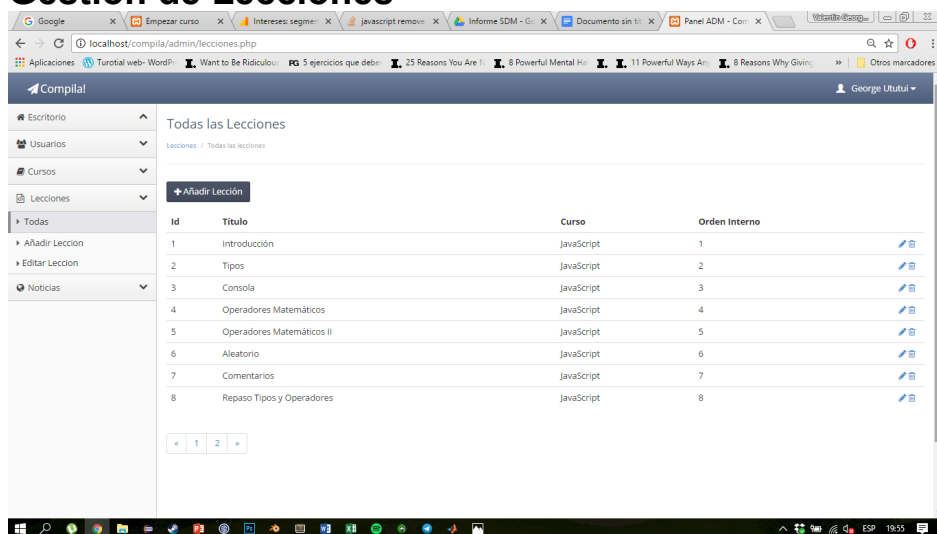 Gestión de Lecciones
Google Empezar curso Intereses: segmen javascript remove Informe SDM - Go Documento sin tít Panel ADM - Com
localhost/compila/admin/lecciones.php
Aplicaciones Turotial web- WordPr Want to Be Ridiculou PG 5 ejercicios que debe 25 Reasons You Are N 8 Powerful Mental Ha 11 Powerful Ways An 8 Reasons Why Giving » Otros marcadores
Compila! George Ututui
Escritorio
Usuarios
Cursos
Lecciones
Todas
Añadir Leccion
Editar Leccion
Noticias
Todas las Lecciones
Lecciones / Todas las lecciones
+ Añadir Lección
Id Título Curso Orden Interno
1 Introducción JavaScript 1
2 Tipos JavaScript 2
3 Consola JavaScript 3
4 Operadores Matemáticos JavaScript 4
5 Operadores Matemáticos II JavaScript 5
6 Aleatorio JavaScript 6
7 Comentarios JavaScript 7
8 Repaso Tipos y Operadores JavaScript 8
« 1 2 »
ESP 19:55